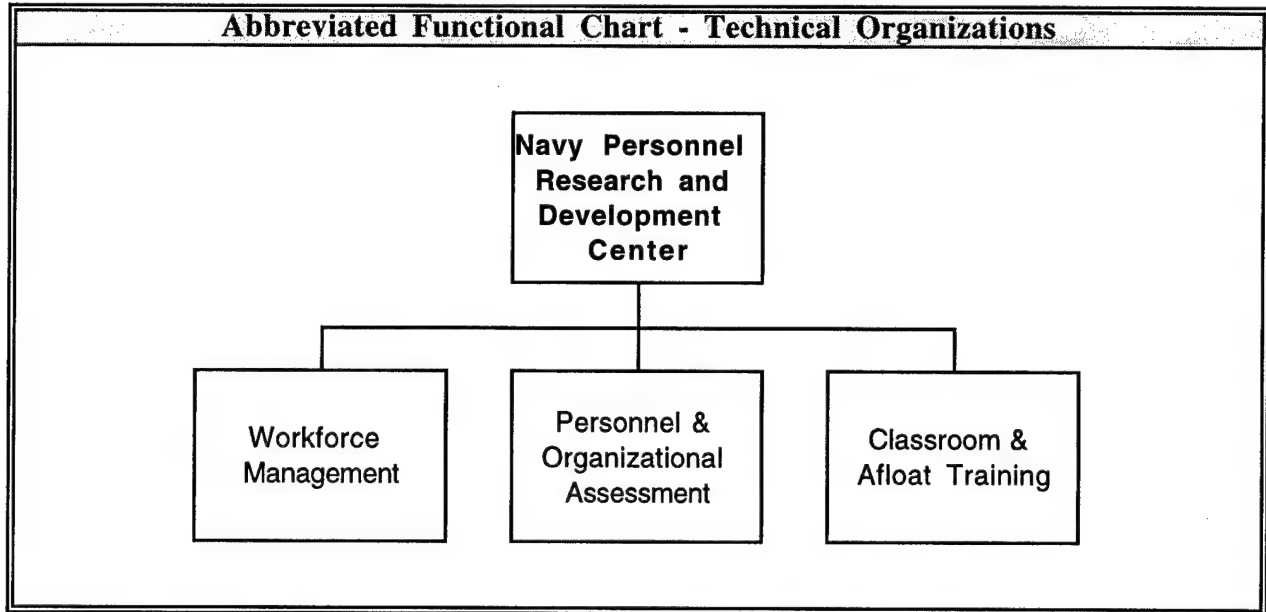 Abbreviated Functional Chart - Technical Organizations
Navy Personnel
Research and
Development
Center
Workforce
Management
Personnel &
Organizational
Assessment
Classroom &
Afloat Training